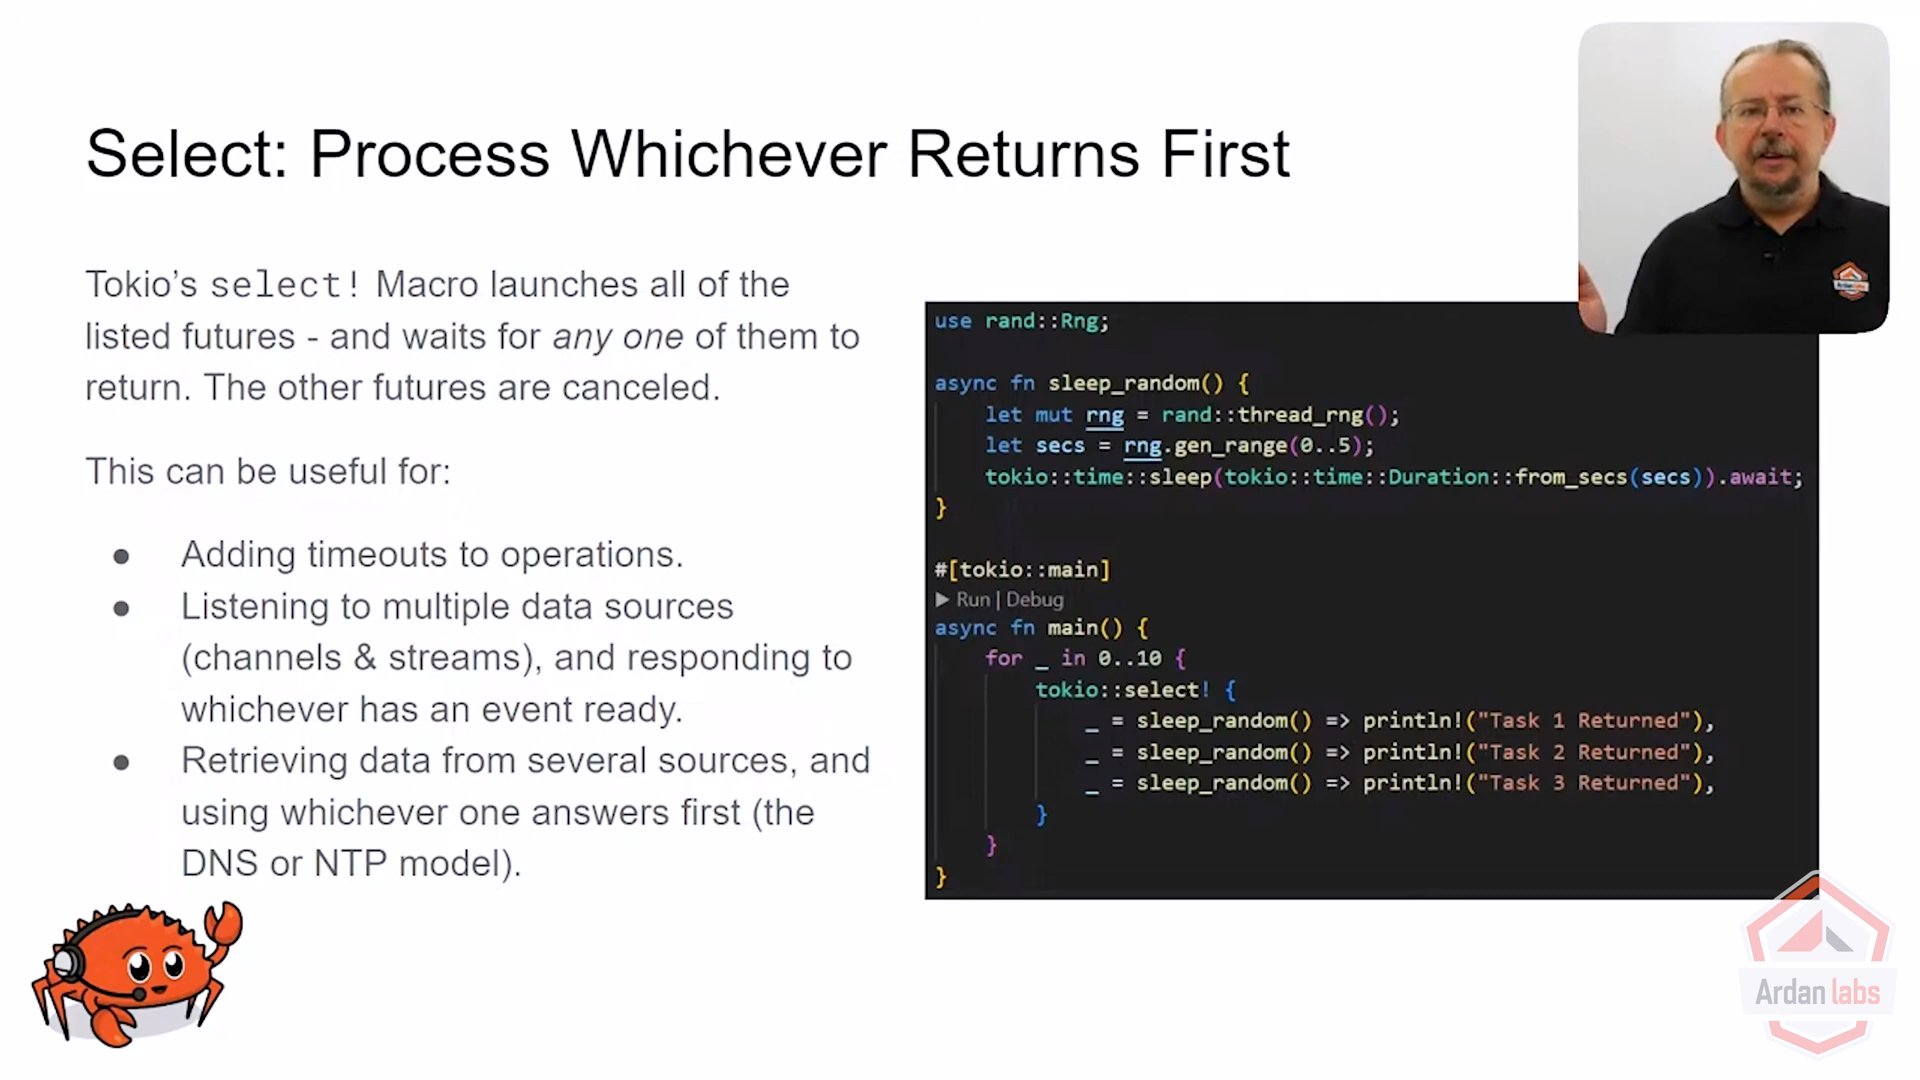 Select: Process Whichever Returns First
Tokio’s select! Macro launches all of the
listed futures - and waits for any one of them to
return. The other futures are canceled.
This can be useful for:
● Adding timeouts to operations.
● Listening to multiple data sources
(channels & streams), and responding to
whichever has an event ready.
● Retrieving data from several sources, and
using whichever one answers first (the
DNS or NTP model).
use rand::Rng;
async fn sleep_random() {
    let mut rng = rand::thread_rng();
    let secs = rng.gen_range(0..5);
    tokio::time::sleep(tokio::time::Duration::from_secs(secs)).await;
}
#[tokio::main]
▶ Run | Debug
async fn main() {
    for _ in 0..10 {
        tokio::select! {
            _ = sleep_random() => println!("Task 1 Returned"),
            _ = sleep_random() => println!("Task 2 Returned"),
            _ = sleep_random() => println!("Task 3 Returned"),
        }
    }
}
Ardan labs
Ardan labs